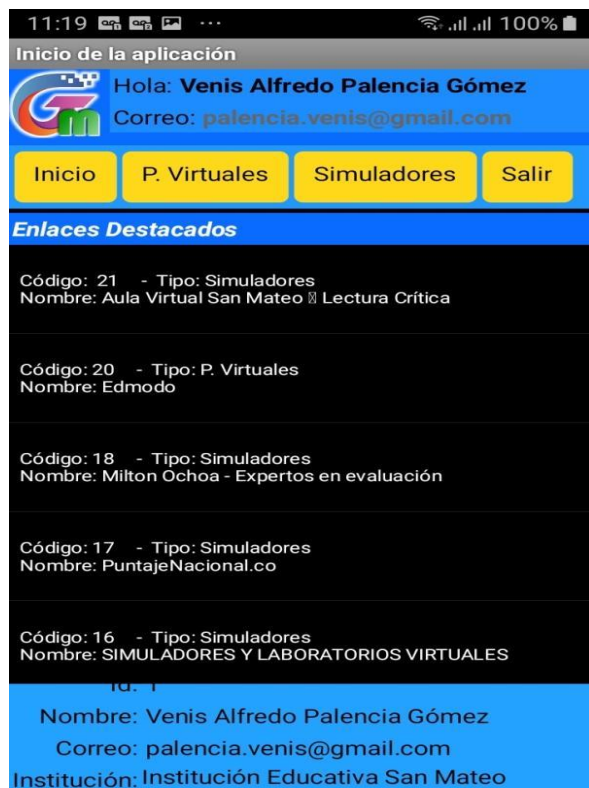 11:19 ... 100%
Inicio de la aplicación
Hola: Venis Alfredo Palencia Gómez
Correo: palencia.venis@gmail.com
Inicio P. Virtuales Simuladores Salir
Enlaces Destacados
Código: 21 - Tipo: Simuladores
Nombre: Aula Virtual San Mateo Lectura Crítica
Código: 20 - Tipo: P. Virtuales
Nombre: Edmodo
Código: 18 - Tipo: Simuladores
Nombre: Milton Ochoa - Expertos en evaluación
Código: 17 - Tipo: Simuladores
Nombre: PuntajeNacional.co
Código: 16 - Tipo: Simuladores
Nombre: SIMULADORES Y LABORATORIOS VIRTUALES
Id: 1
Nombre: Venis Alfredo Palencia Gómez
Correo: palencia.venis@gmail.com
Institución: Institución Educativa San Mateo